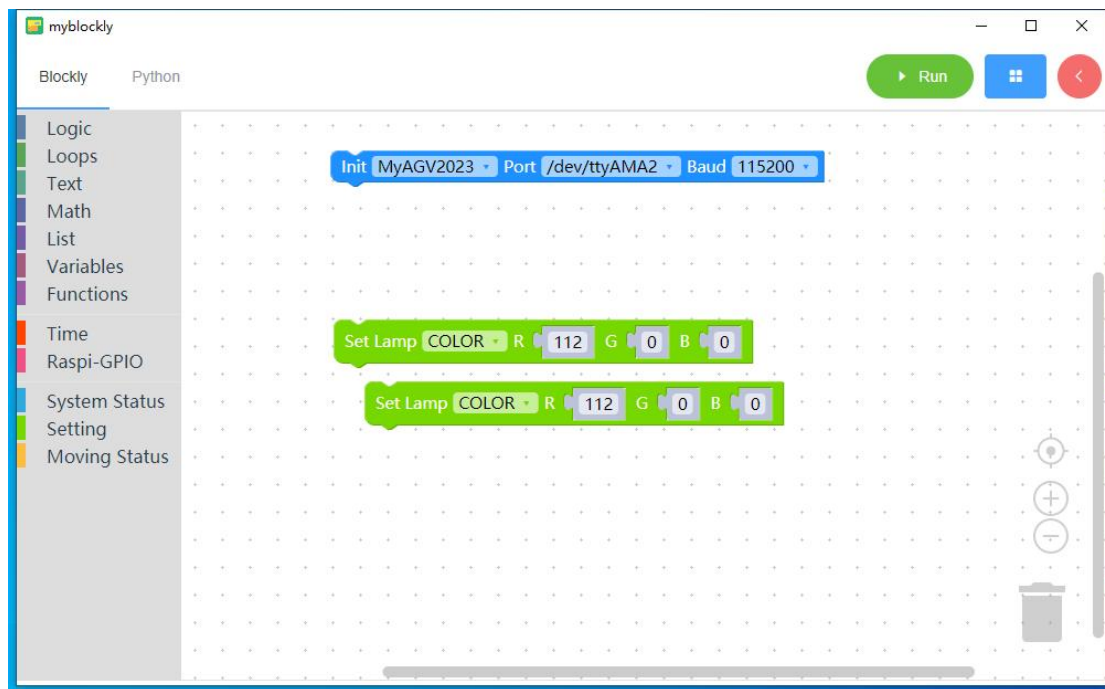 myblockly
Blockly Python Run
Logic
Loops
Text
Math
List
Variables
Functions
Time
Raspi-GPIO
System Status
Setting
Moving Status
Init MyAGV2023 Port /dev/ttyAMA2 Baud 115200
Set Lamp COLOR R 112 G 0 B 0
Set Lamp COLOR R 112 G 0 B 0